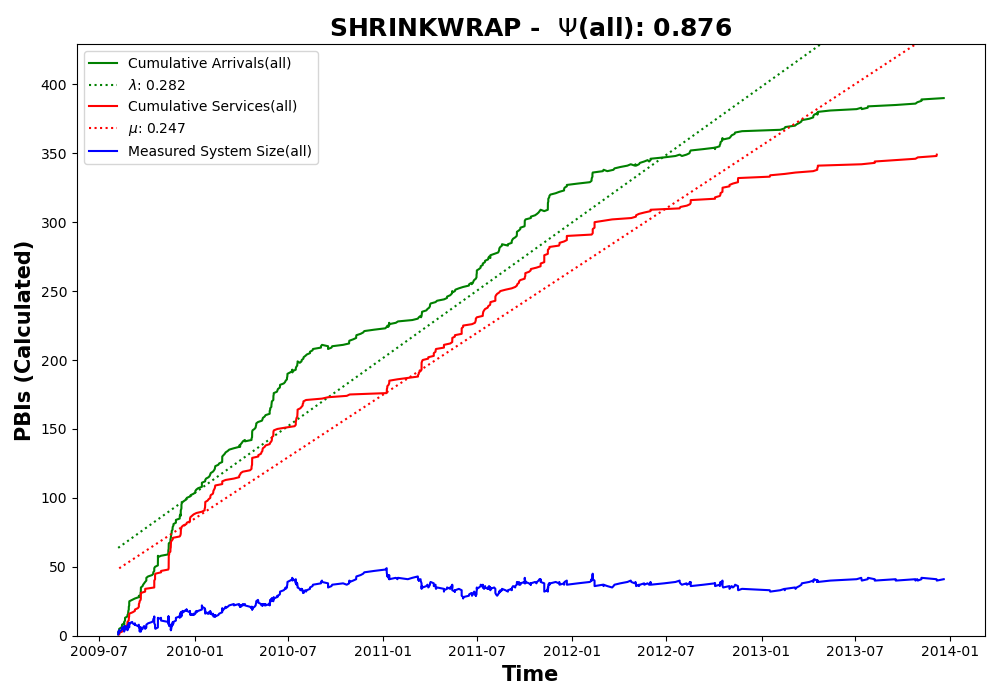 SHRINKWRAP - Ψ(all): 0.876
Cumulative Arrivals(all)
λ: 0.282
Cumulative Services(all)
μ: 0.247
Measured System Size(all)
PBIs (Calculated)
400
350
300
250
200
150
100
50
0
2009-07 2010-01 2010-07 2011-01 2011-07 2012-01 2012-07 2013-01 2013-07 2014-01
Time